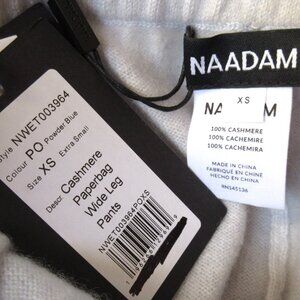 Style NWET003964
Colour PO Powder Blue
Size XS Extra Small
Descr. Cashmere
Paperbag
Wide Leg
Pants
NWET003964POXS
NAADAM
XS
100% CASHMERE
100% CACHEMIRE
100% CACHEMIRA
MADE IN CHINA
FABRIQUÉ EN CHINE
HECHO EN CHINA
RN145136